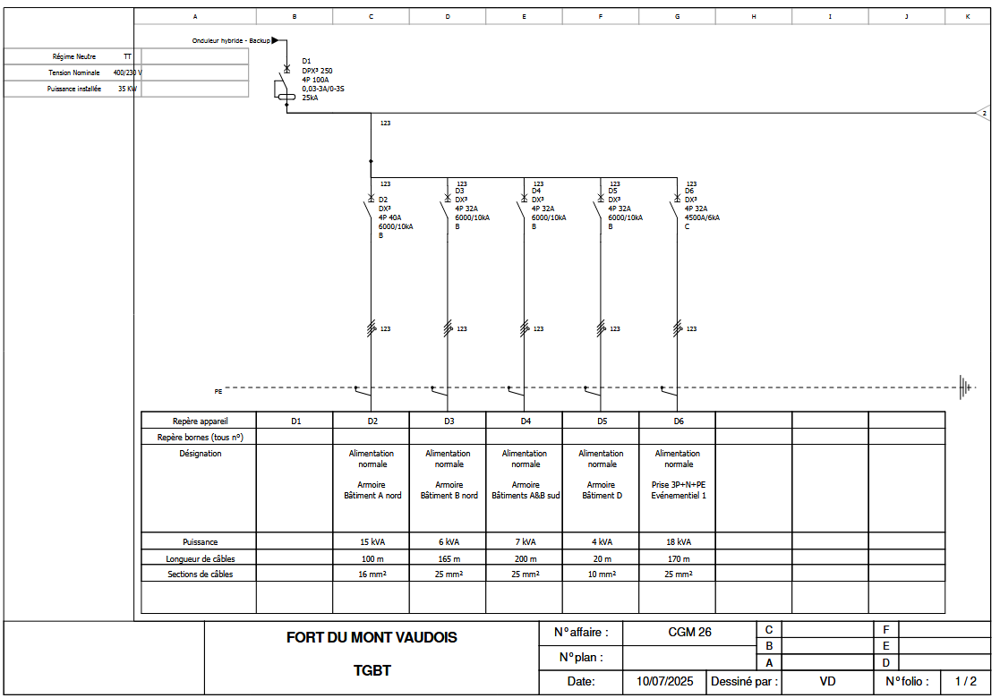 A B C D E F G H I J K
Onduleur hybride - Backup
Régime Neutre TT
Tension Nominale 400/230 V
Puissance installée 35 KW
D1
DPX³ 250
4P 100A
0,03-3A/0-3S
25kA
2
123
123 123 123 123 123
D2
DX³
4P 40A
6000/10kA
B
D3
DX³
4P 32A
6000/10kA
B
D4
DX³
4P 32A
6000/10kA
B
D5
DX³
4P 32A
6000/10kA
B
D6
DX³
4P 32A
4500A/6kA
C
123 123 123 123 123
PE
Repère appareil D1 D2 D3 D4 D5 D6
Repère bornes (tous nº)
Désignation Alimentation Alimentation Alimentation Alimentation Alimentation
normale normale normale normale normale
Armoire Armoire Armoire Armoire Prise 3P+N+PE
Bâtiment A nord Bâtiment B nord Bâtiments A&B sud Bâtiment D Evénementiel 1
Puissance 15 kVA 6 kVA 7 kVA 4 kVA 18 kVA
Longueur de câbles 100 m 165 m 200 m 20 m 170 m
Sections de câbles 16 mm² 25 mm² 25 mm² 10 mm² 25 mm²
FORT DU MONT VAUDOIS
TGBT
Nº affaire : CGM 26 C F
Nº plan : B E
A D
Date: 10/07/2025 Dessiné par : VD Nº folio : 1 / 2